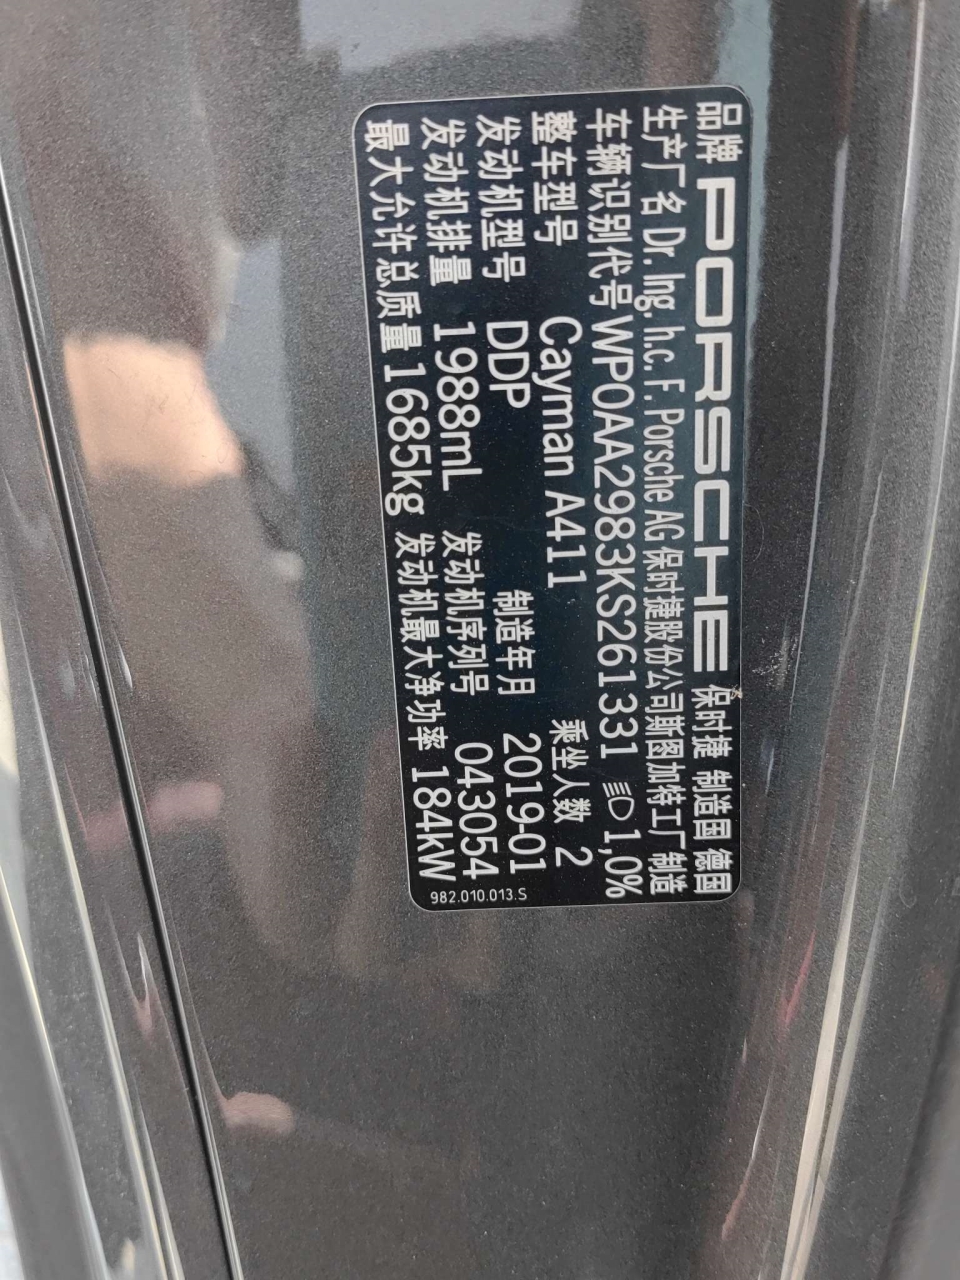 品牌 PORSCHE 保时捷 制造国 德国
生产厂名 Dr. Ing. h.c. F. Porsche AG 保时捷股份公司斯图加特工厂制造
车辆识别代号 WP0AA2983KS261331 1,0%
整车型号 Cayman A411 乘坐人数 2
发动机型号 DDP 制造年月 2019-01
发动机排量 1988mL 发动机序列号 043054
最大允许总质量 1685kg 发动机最大净功率 184kW
982.010.013.S